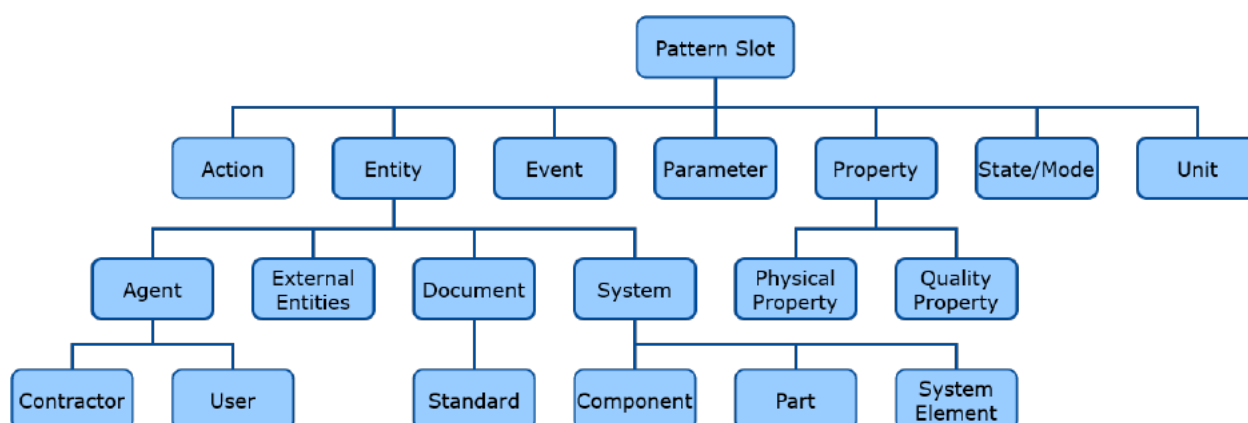 Pattern Slot
Action
Entity
Event
Parameter
Property
State/Mode
Unit
Agent
External
Entities
Document
System
Physical
Property
Quality
Property
Contractor
User
Standard
Component
Part
System
Element